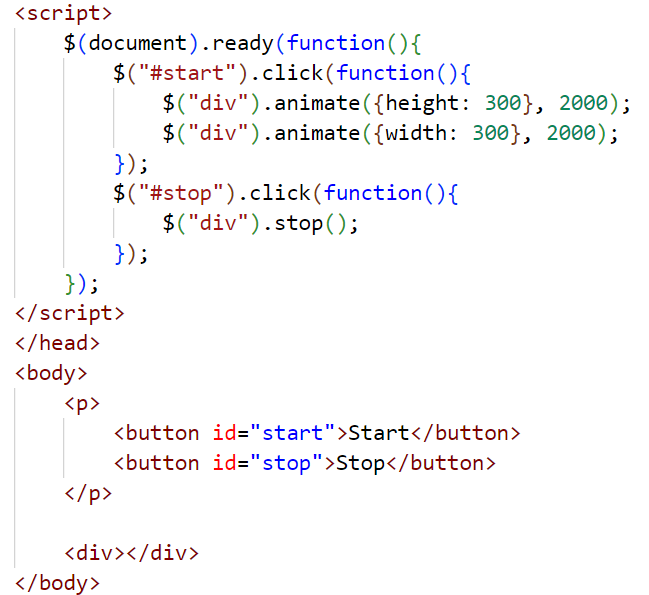 <script>
    $(document).ready(function(){
        $("#start").click(function(){
            $("div").animate({height: 300}, 2000);
            $("div").animate({width: 300}, 2000);
        });
        $("#stop").click(function(){
            $("div").stop();
        });
    });
</script>
</head>
<body>
    <p>
        <button id="start">Start</button>
        <button id="stop">Stop</button>
    </p>

    <div></div>
</body>